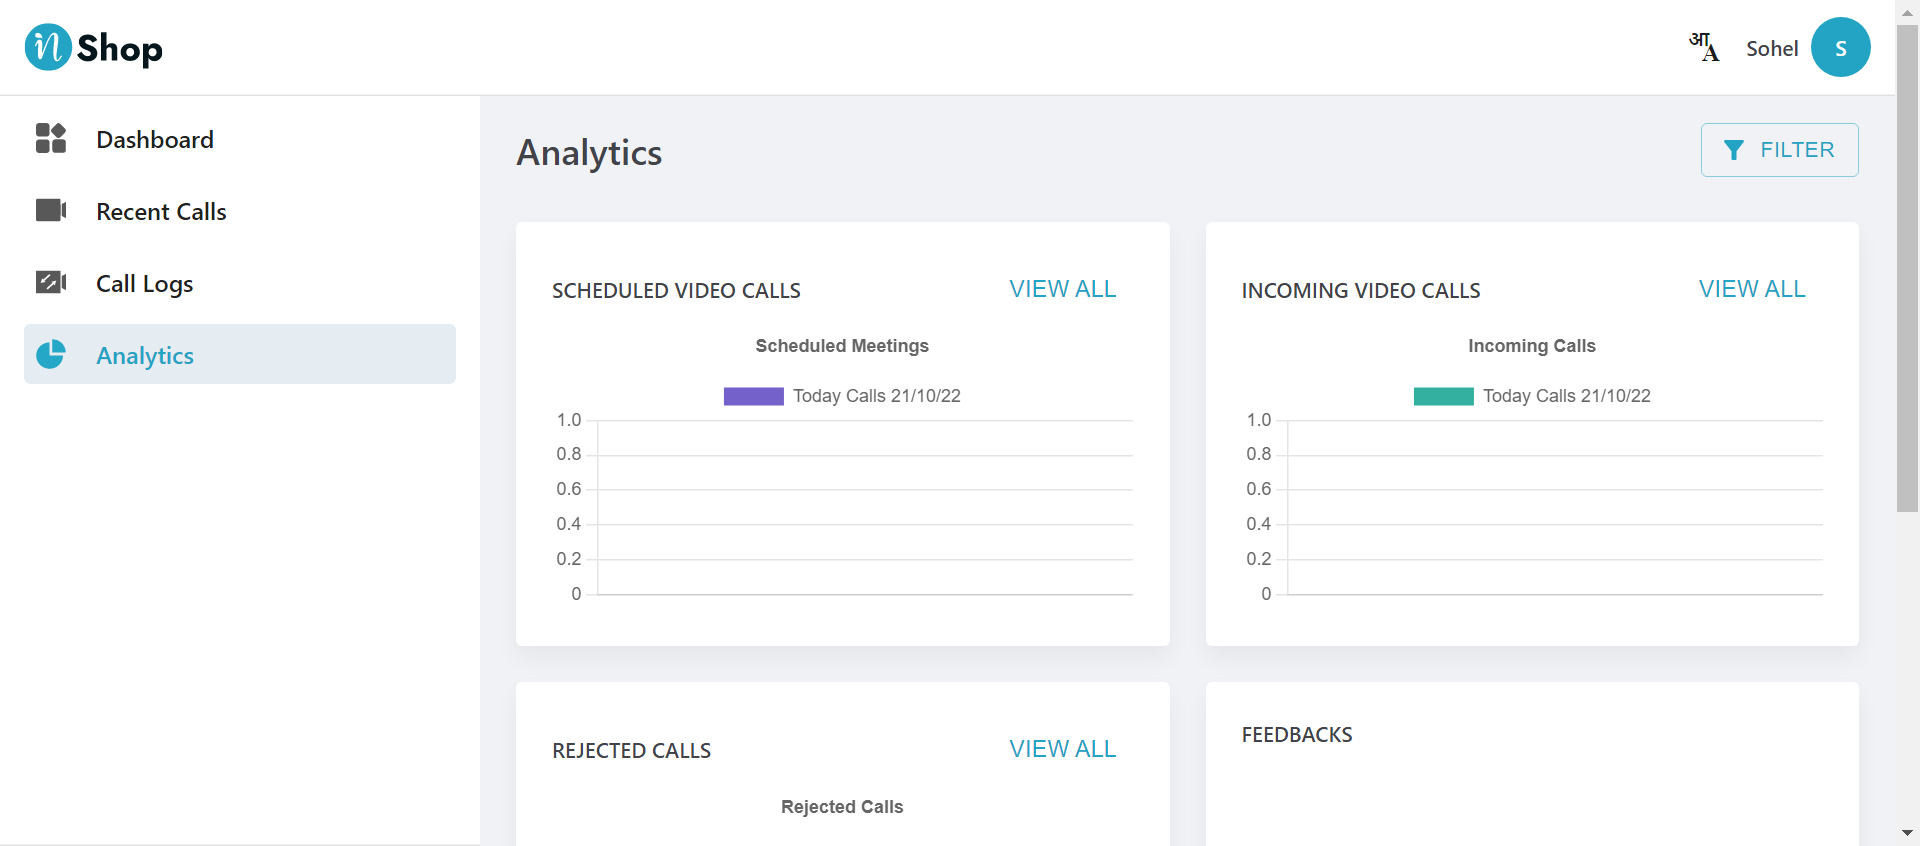 in Shop
आA
Sohel
S
Dashboard
Recent Calls
Call Logs
Analytics
Analytics
FILTER
SCHEDULED VIDEO CALLS
VIEW ALL
Scheduled Meetings
Today Calls 21/10/22
1.0
0.8
0.6
0.4
0.2
0
INCOMING VIDEO CALLS
VIEW ALL
Incoming Calls
Today Calls 21/10/22
1.0
0.8
0.6
0.4
0.2
0
REJECTED CALLS
VIEW ALL
Rejected Calls
FEEDBACKS